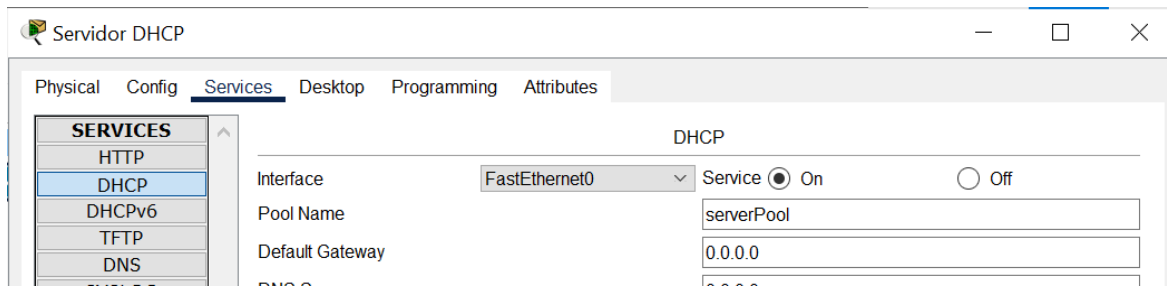 Servidor DHCP
Physical Config Services Desktop Programming Attributes
SERVICES
HTTP
DHCP
DHCPv6
TFTP
DNS
DHCP
Interface FastEthernet0 Service On Off
Pool Name serverPool
Default Gateway 0.0.0.0